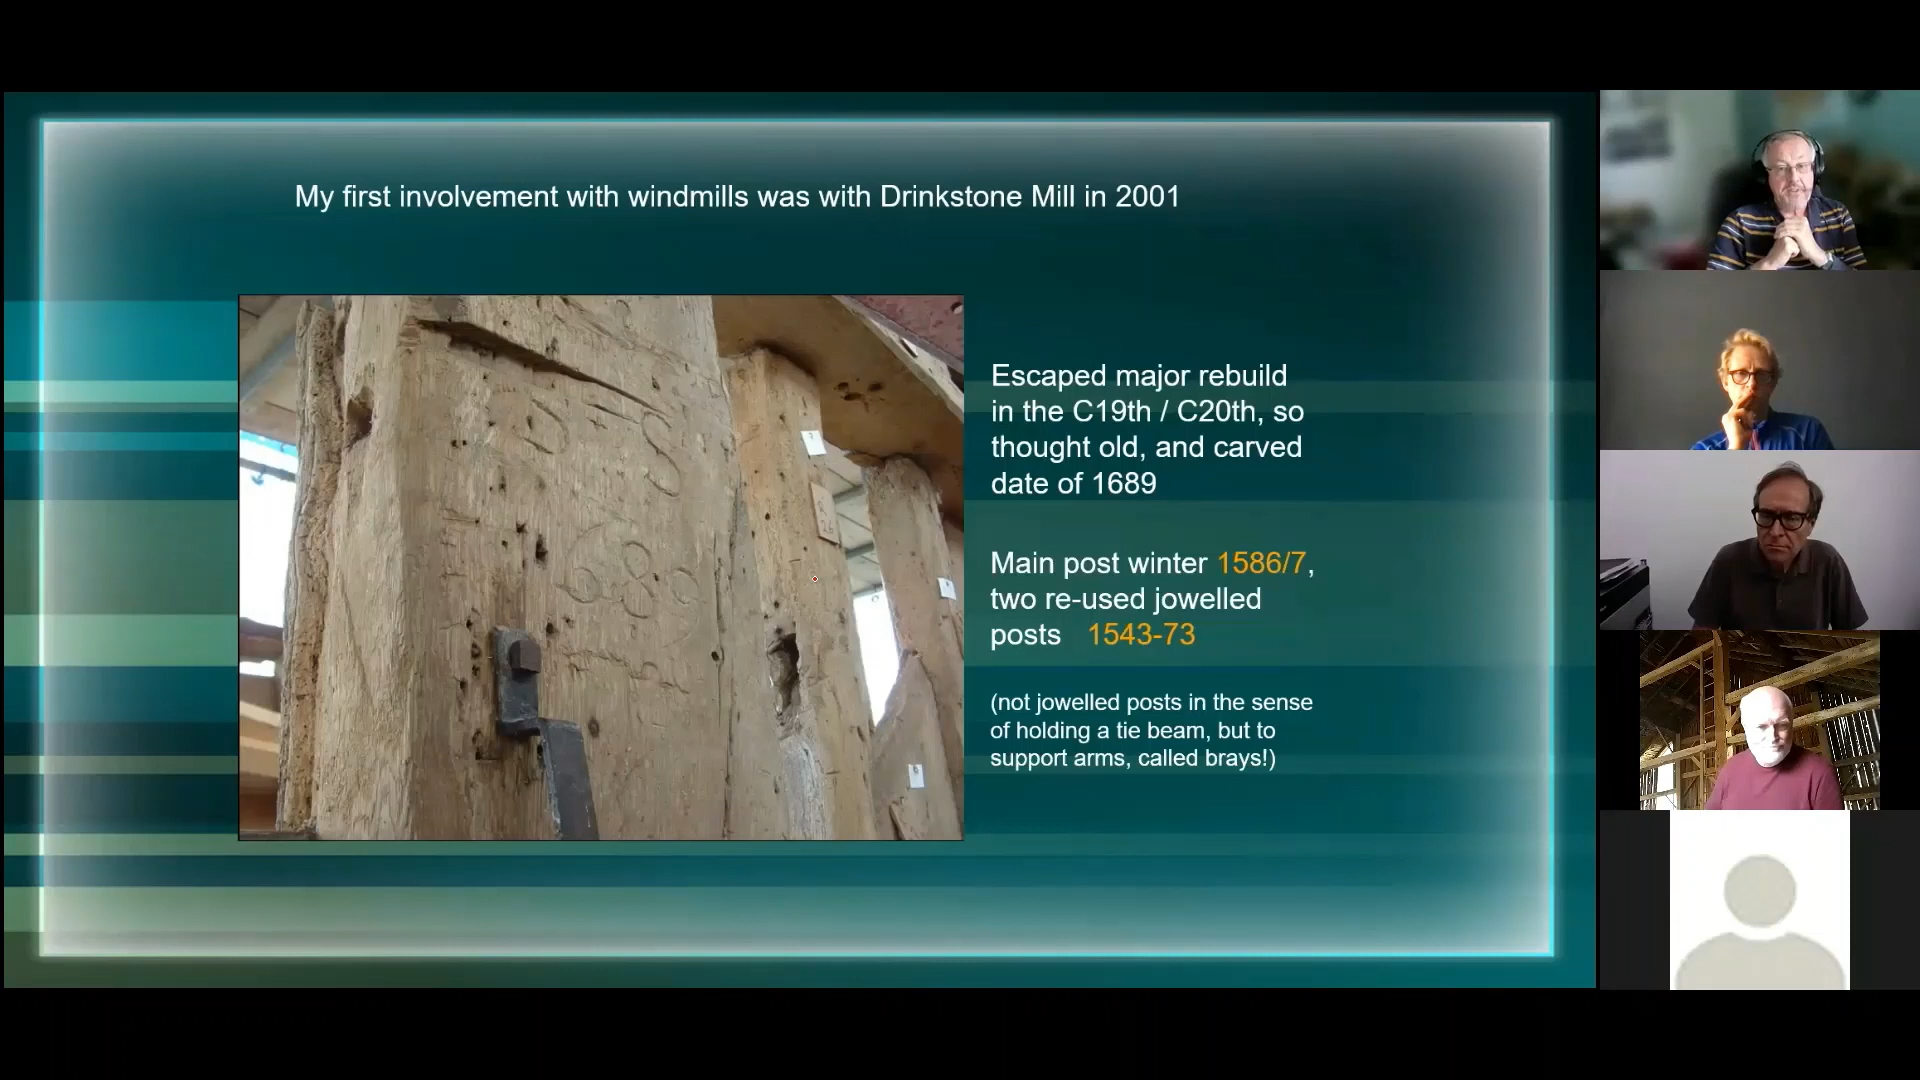 My first involvement with windmills was with Drinkstone Mill in 2001
Escaped major rebuild
in the C19th / C20th, so
thought old, and carved
date of 1689
Main post winter 1586/7,
two re-used jowelled
posts 1543-73
(not jowelled posts in the sense
of holding a tie beam, but to
support arms, called brays!)
S